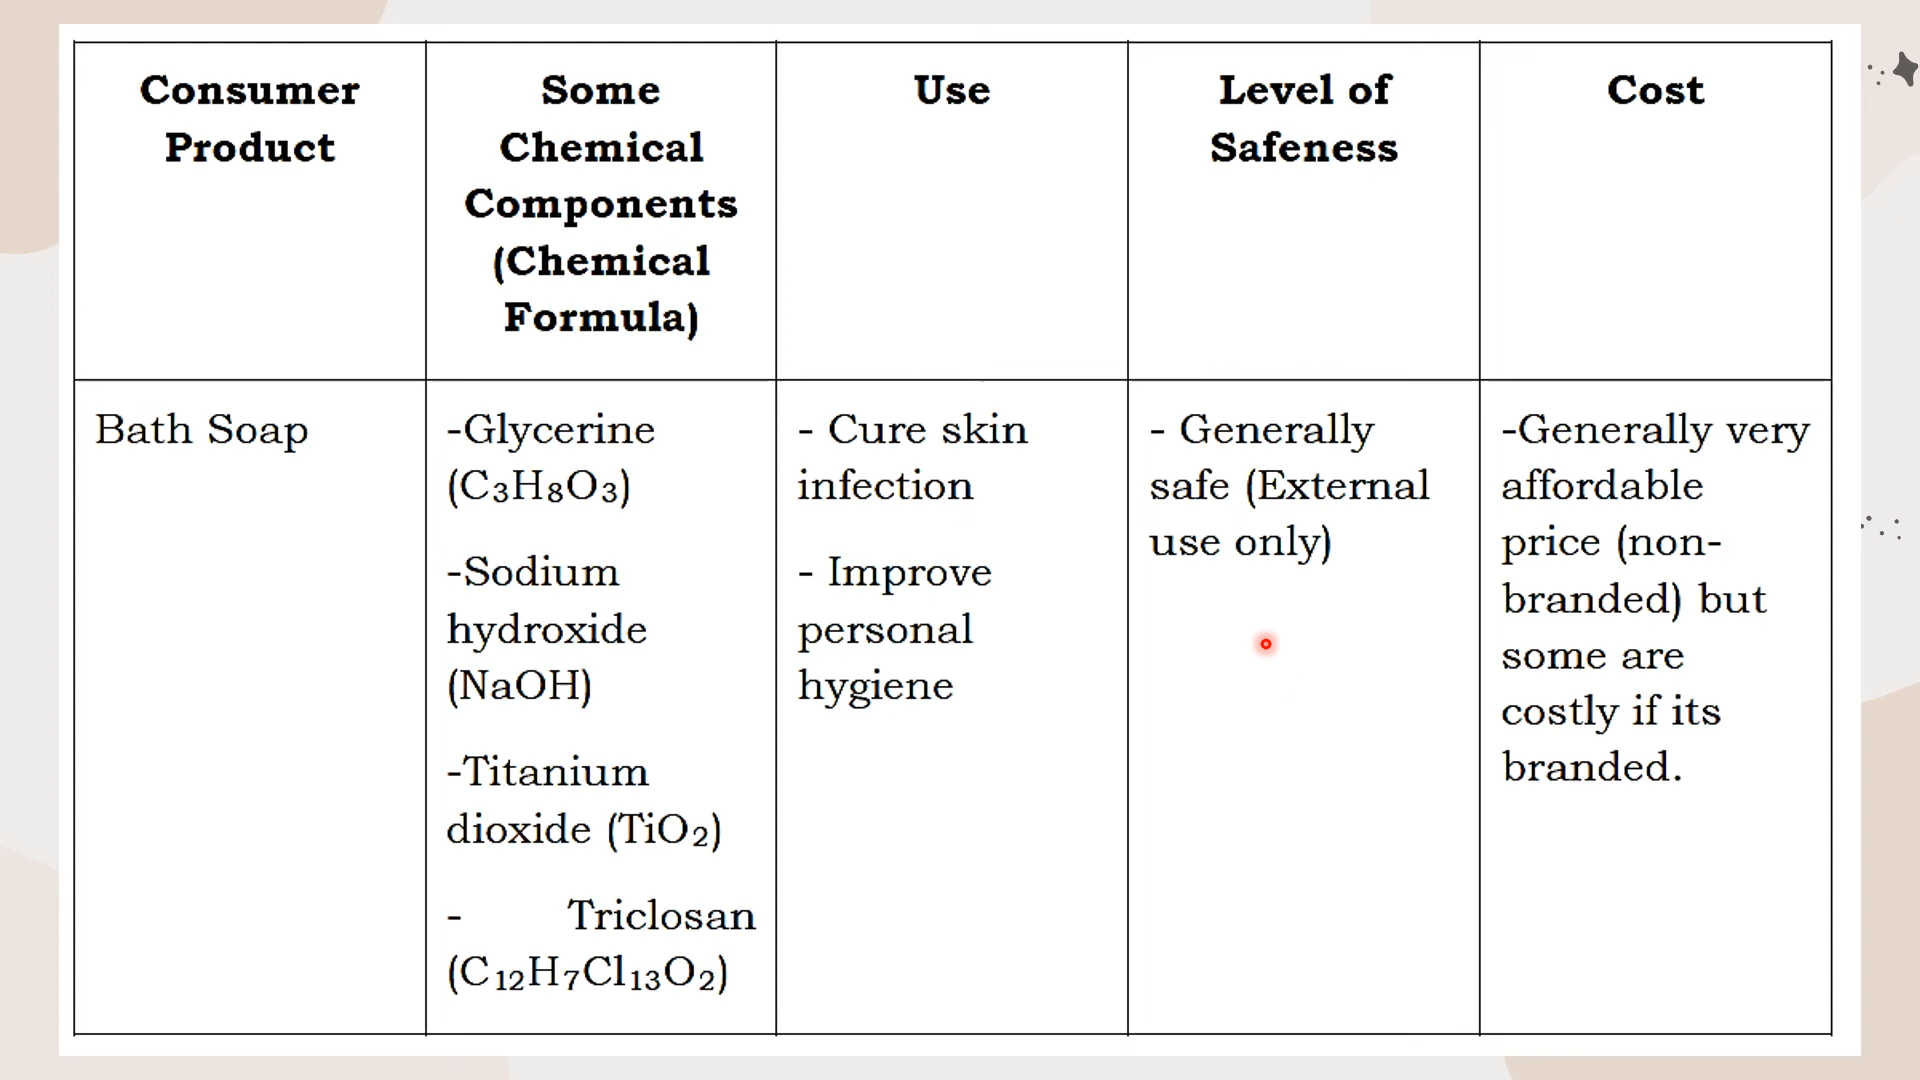 Consumer
Product
Some
Chemical
Components
(Chemical
Formula)
Use
Level of
Safeness
Cost
Bath Soap
-Glycerine
(C₃H₈O₃)
-Sodium
hydroxide
(NaOH)
-Titanium
dioxide (TiO₂)
- Triclosan
(C₁₂H₇Cl₁₃O₂)
- Cure skin
infection
- Improve
personal
hygiene
- Generally
safe (External
use only)
-Generally very
affordable
price (non-
branded) but
some are
costly if its
branded.